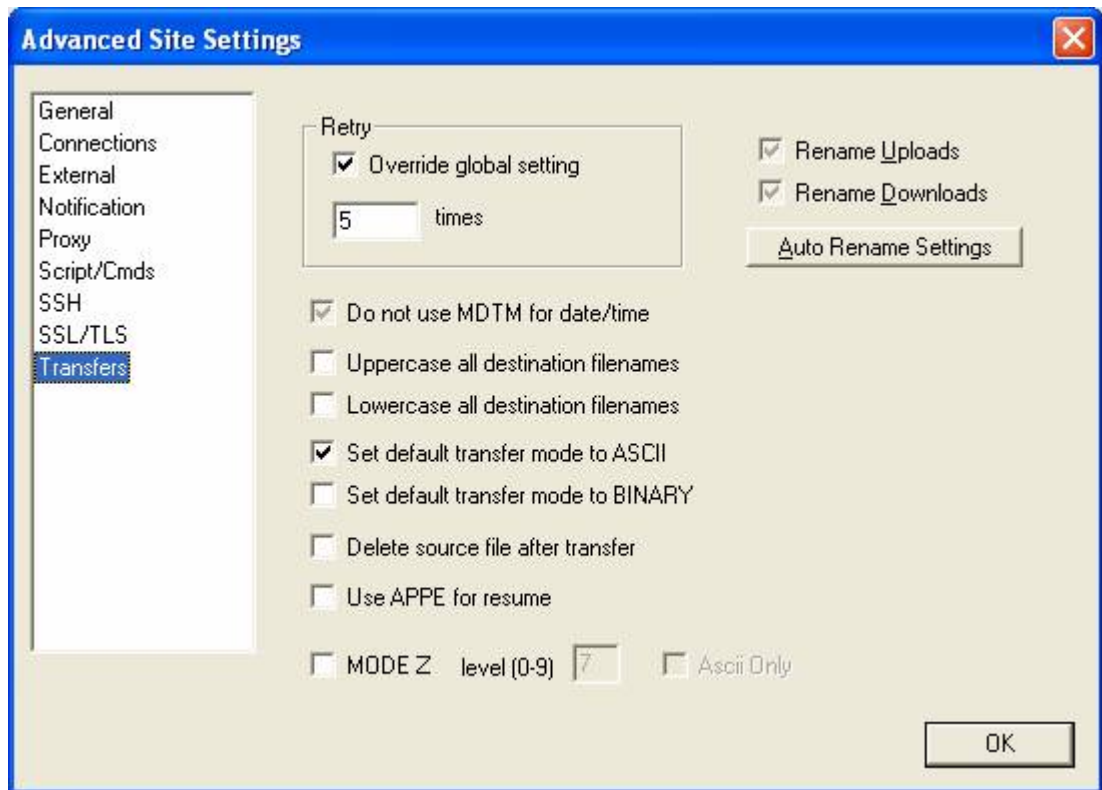 Advanced Site Settings
General
Connections
External
Notification
Proxy
Script/Cmds
SSH
SSL/TLS
Transfers
Retry
Override global setting
5 times
Rename Uploads
Rename Downloads
Auto Rename Settings
Do not use MDTM for date/time
Uppercase all destination filenames
Lowercase all destination filenames
Set default transfer mode to ASCII
Set default transfer mode to BINARY
Delete source file after transfer
Use APPE for resume
MODE Z level (0-9) 7 Ascii Only
OK